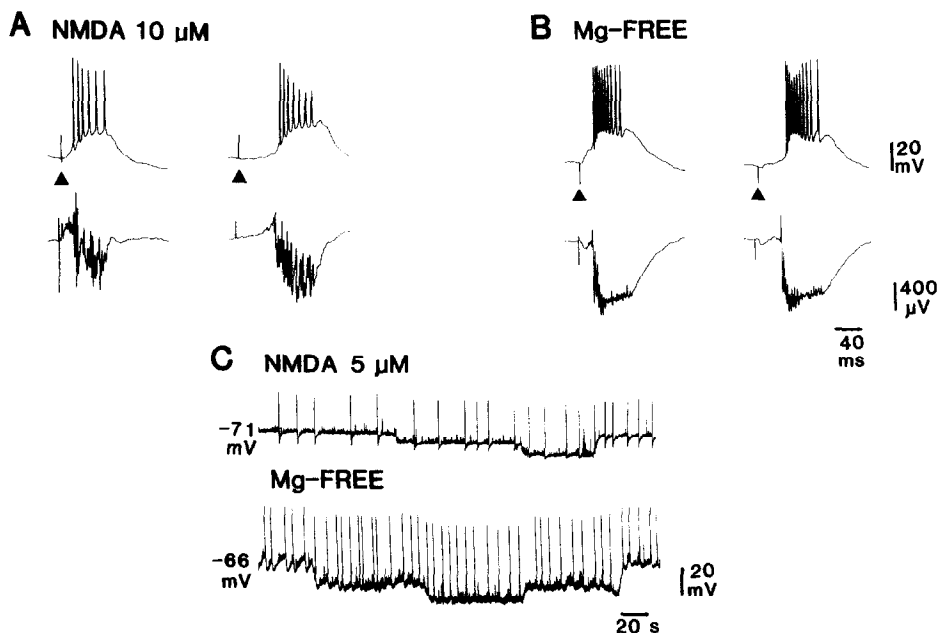 A NMDA 10 µM
B Mg-FREE
20 mV
400 µV
40 ms
C NMDA 5 µM
-71 mV
Mg-FREE
-66 mV
20 mV
20 s